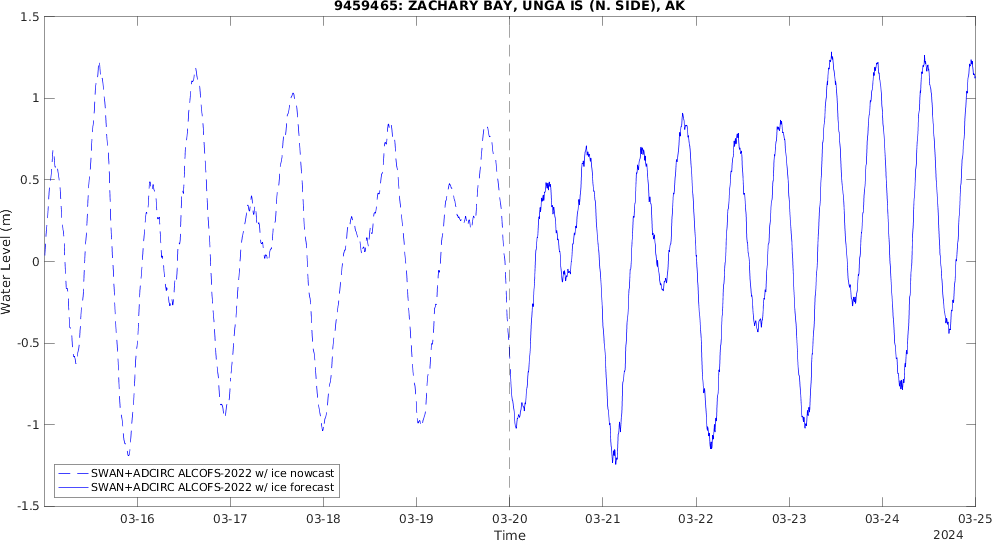 9459465: ZACHARY BAY, UNGA IS (N. SIDE), AK
1.5
1
0.5
0
-0.5
-1
-1.5
Water Level (m)
SWAN+ADCIRC ALCOFS-2022 w/ ice nowcast
SWAN+ADCIRC ALCOFS-2022 w/ ice forecast
03-16 03-17 03-18 03-19 03-20 03-21 03-22 03-23 03-24 03-25
Time
2024